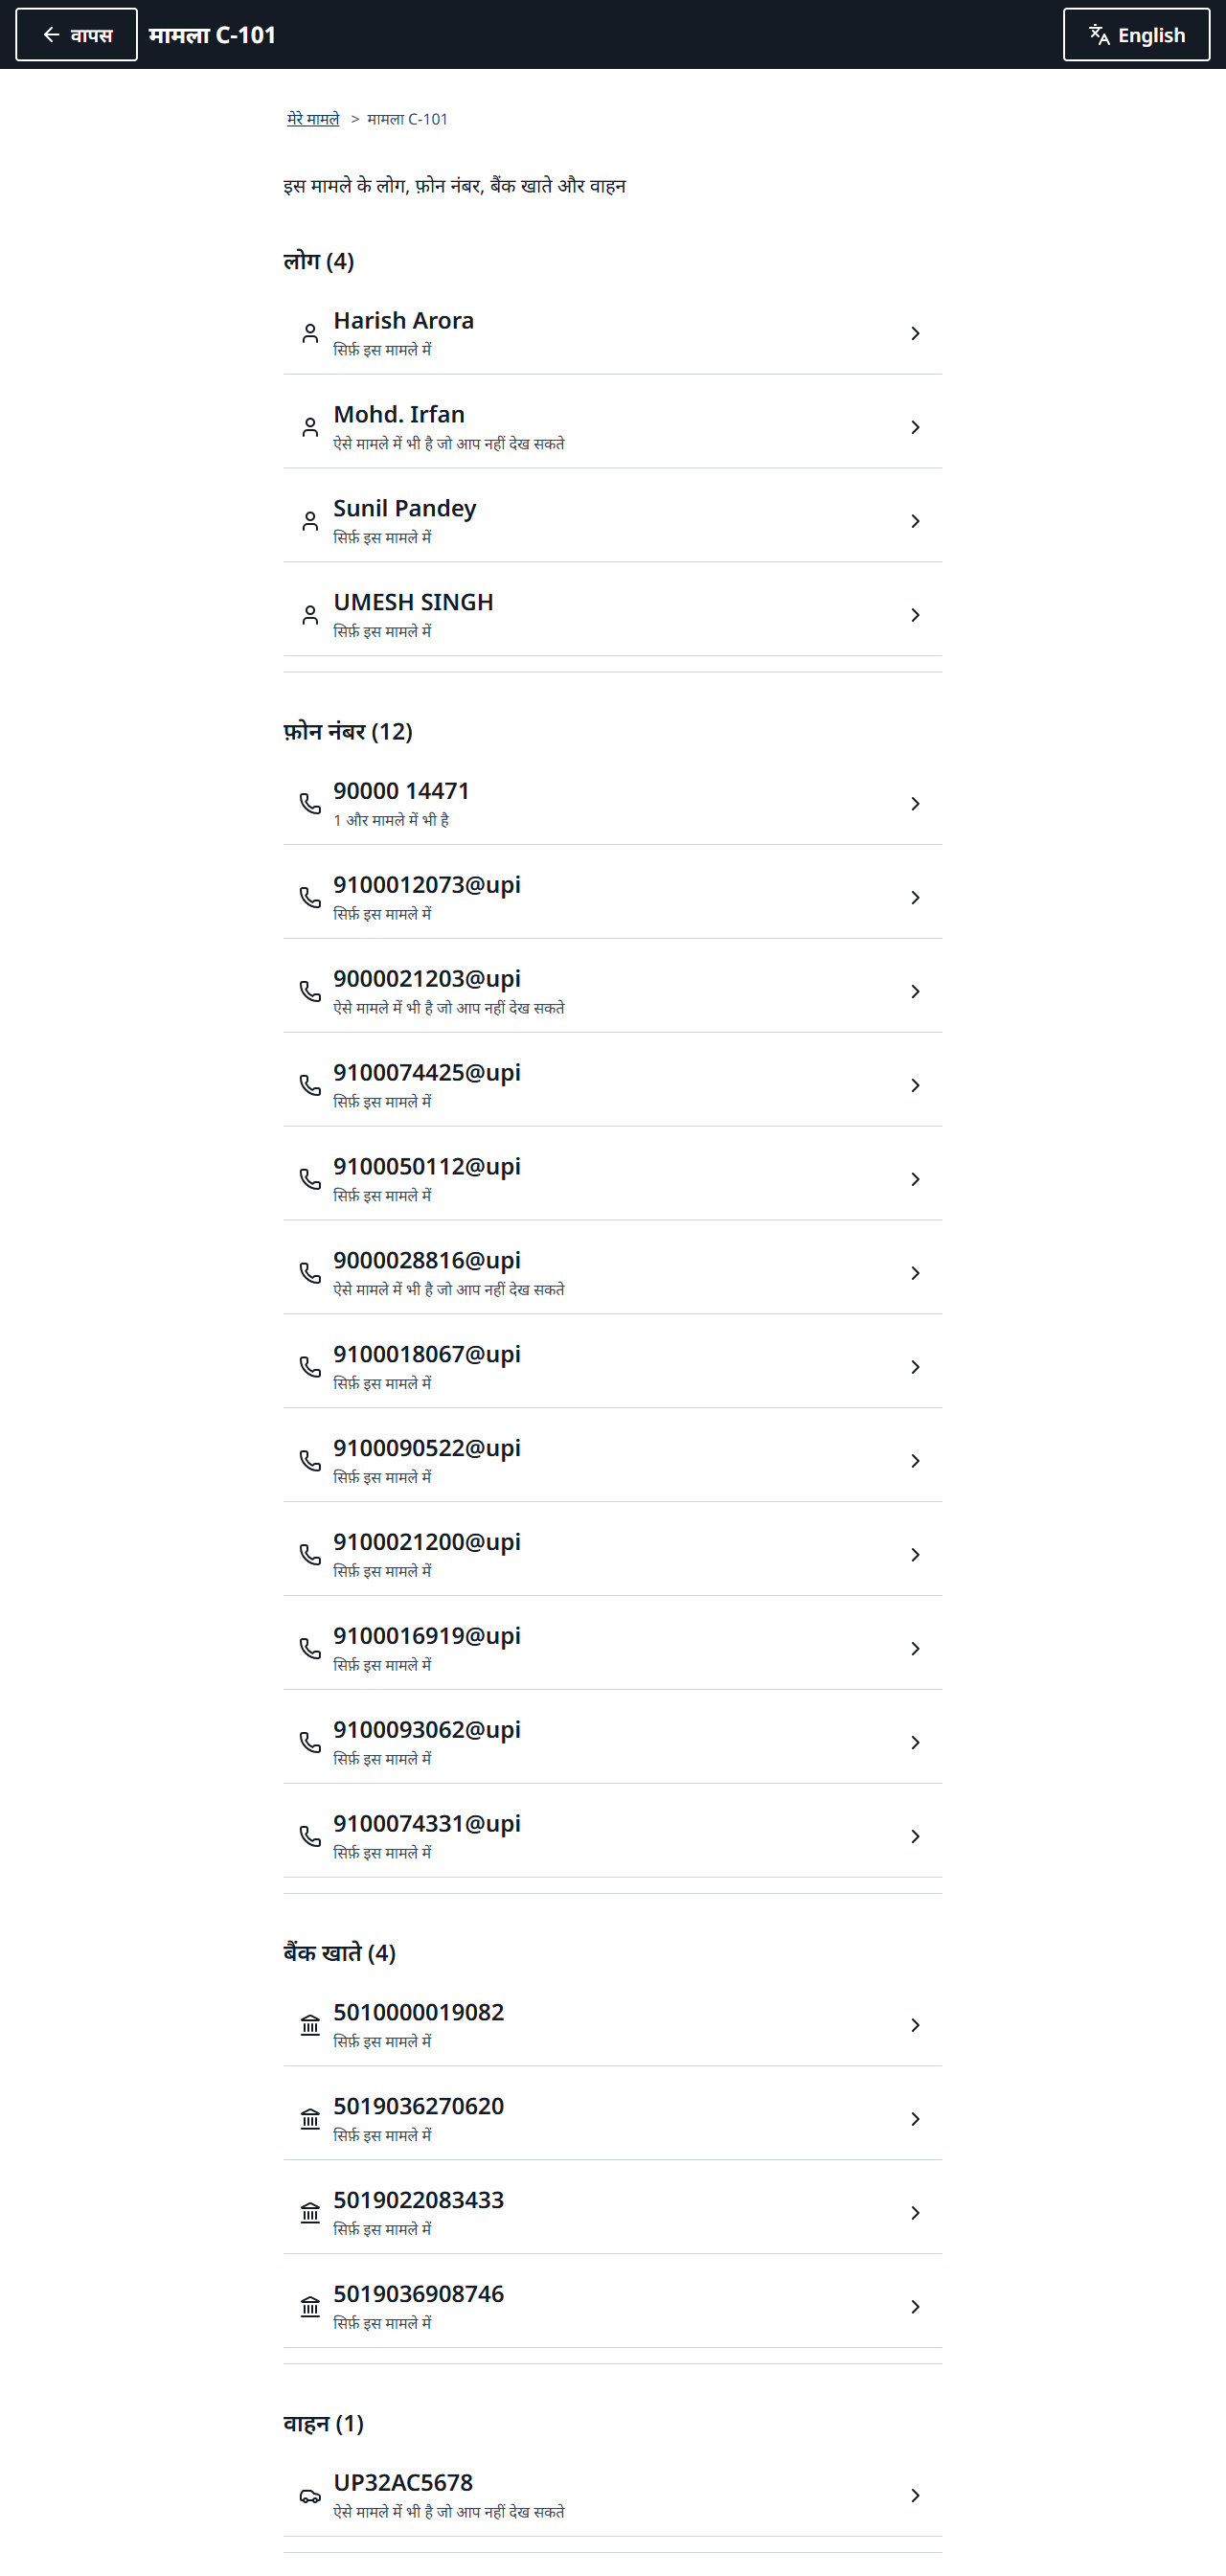 वापस
मामला C-101
English
मेरे मामले > मामला C-101
इस मामले के लोग, फ़ोन नंबर, बैंक खाते और वाहन
लोग (4)
Harish Arora
सिर्फ़ इस मामले में
Mohd. Irfan
ऐसे मामले में भी है जो आप नहीं देख सकते
Sunil Pandey
सिर्फ़ इस मामले में
UMESH SINGH
सिर्फ़ इस मामले में
फ़ोन नंबर (12)
90000 14471
1 और मामले में भी है
9100012073@upi
सिर्फ़ इस मामले में
9000021203@upi
ऐसे मामले में भी है जो आप नहीं देख सकते
9100074425@upi
सिर्फ़ इस मामले में
9100050112@upi
सिर्फ़ इस मामले में
9000028816@upi
ऐसे मामले में भी है जो आप नहीं देख सकते
9100018067@upi
सिर्फ़ इस मामले में
9100090522@upi
सिर्फ़ इस मामले में
9100021200@upi
सिर्फ़ इस मामले में
9100016919@upi
सिर्फ़ इस मामले में
9100093062@upi
सिर्फ़ इस मामले में
9100074331@upi
सिर्फ़ इस मामले में
बैंक खाते (4)
5010000019082
सिर्फ़ इस मामले में
5019036270620
सिर्फ़ इस मामले में
5019022083433
सिर्फ़ इस मामले में
5019036908746
सिर्फ़ इस मामले में
वाहन (1)
UP32AC5678
ऐसे मामले में भी है जो आप नहीं देख सकते